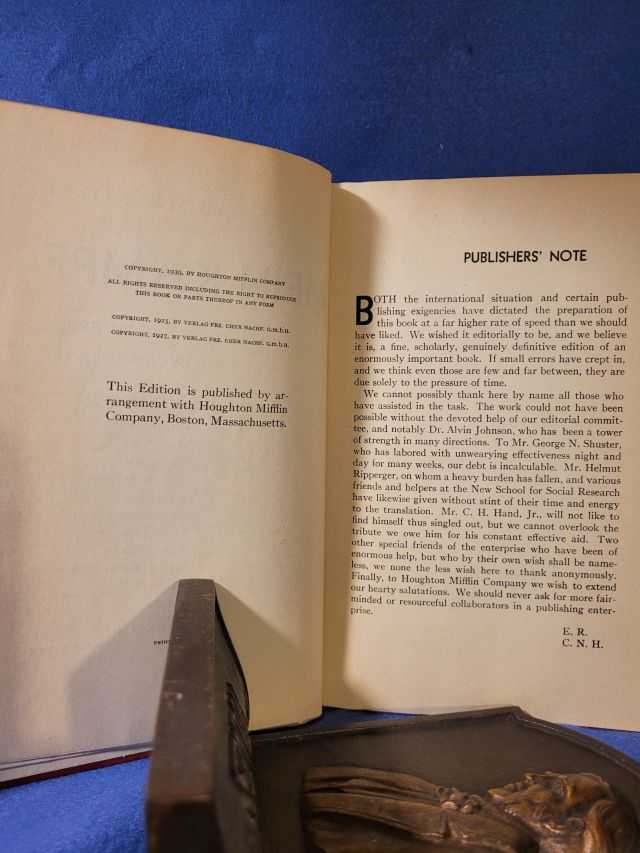 COPYRIGHT, 1939, BY HOUGHTON MIFFLIN COMPANY
ALL RIGHTS RESERVED INCLUDING THE RIGHT TO REPRODUCE
THIS BOOK OR PARTS THEREOF IN ANY FORM
COPYRIGHT, 1925, BY VERLAG FRZ. EHER NACHF. G.M.B.H.
COPYRIGHT, 1927, BY VERLAG FRZ. EHER NACHF. G.M.B.H.
This Edition is published by ar-
rangement with Houghton Mifflin
Company, Boston, Massachusetts.
PUBLISHERS' NOTE
BOTH the international situation and certain pub-
lishing exigencies have dictated the preparation of
this book at a far higher rate of speed than we should
have liked. We wished it editorially to be, and we believe
it is, a fine, scholarly, genuinely definitive edition of an
enormously important book. If small errors have crept in,
and we think even those are few and far between, they are
due solely to the pressure of time.
We cannot possibly thank here by name all those who
have assisted in the task. The work could not have been
possible without the devoted help of our editorial commit-
tee, and notably Dr. Alvin Johnson, who has been a tower
of strength in many directions. To Mr. George N. Shuster,
who has labored with unwearying effectiveness night and
day for many weeks, our debt is incalculable. Mr. Helmut
Ripperger, on whom a heavy burden has fallen, and various
friends and helpers at the New School for Social Research
have likewise given without stint of their time and energy
to the translation. Mr. C. H. Hand, Jr., will not like to
find himself thus singled out, but we cannot overlook the
tribute we owe him for his constant effective aid. Two
other special friends of the enterprise who have been of
enormous help, but who by their own wish shall be name-
less, we none the less wish here to thank anonymously.
Finally, to Houghton Mifflin Company we wish to extend
our hearty salutations. We should never ask for more fair-
minded or resourceful collaborators in a publishing enter-
prise.
E. R.
C. N. H.